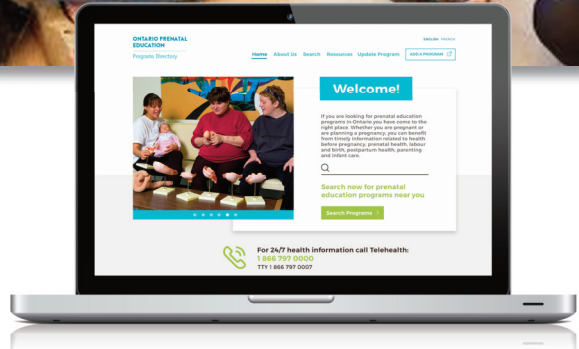 ONTARIO PRENATAL
EDUCATION
Programs Directory
ENGLISH FRENCH
Home About Us Search Resources Update Program ADD A PROGRAM
Welcome!
If you are looking for prenatal education
programs in Ontario you have come to the
right place. Whether you are pregnant or
are planning a pregnancy, you can benefit
from timely information related to health
before pregnancy, prenatal health, labour
and birth, postpartum health, parenting
and infant care.
Search now for prenatal
education programs near you
Search Programs
For 24/7 health information call Telehealth:
1 866 797 0000
TTY 1 866 797 0007